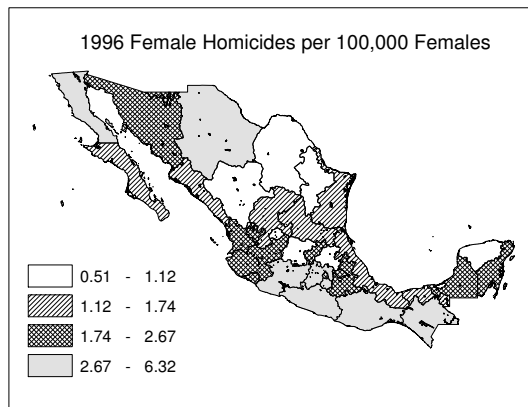 1996 Female Homicides per 100,000 Females
0.51 - 1.12
1.12 - 1.74
1.74 - 2.67
2.67 - 6.32